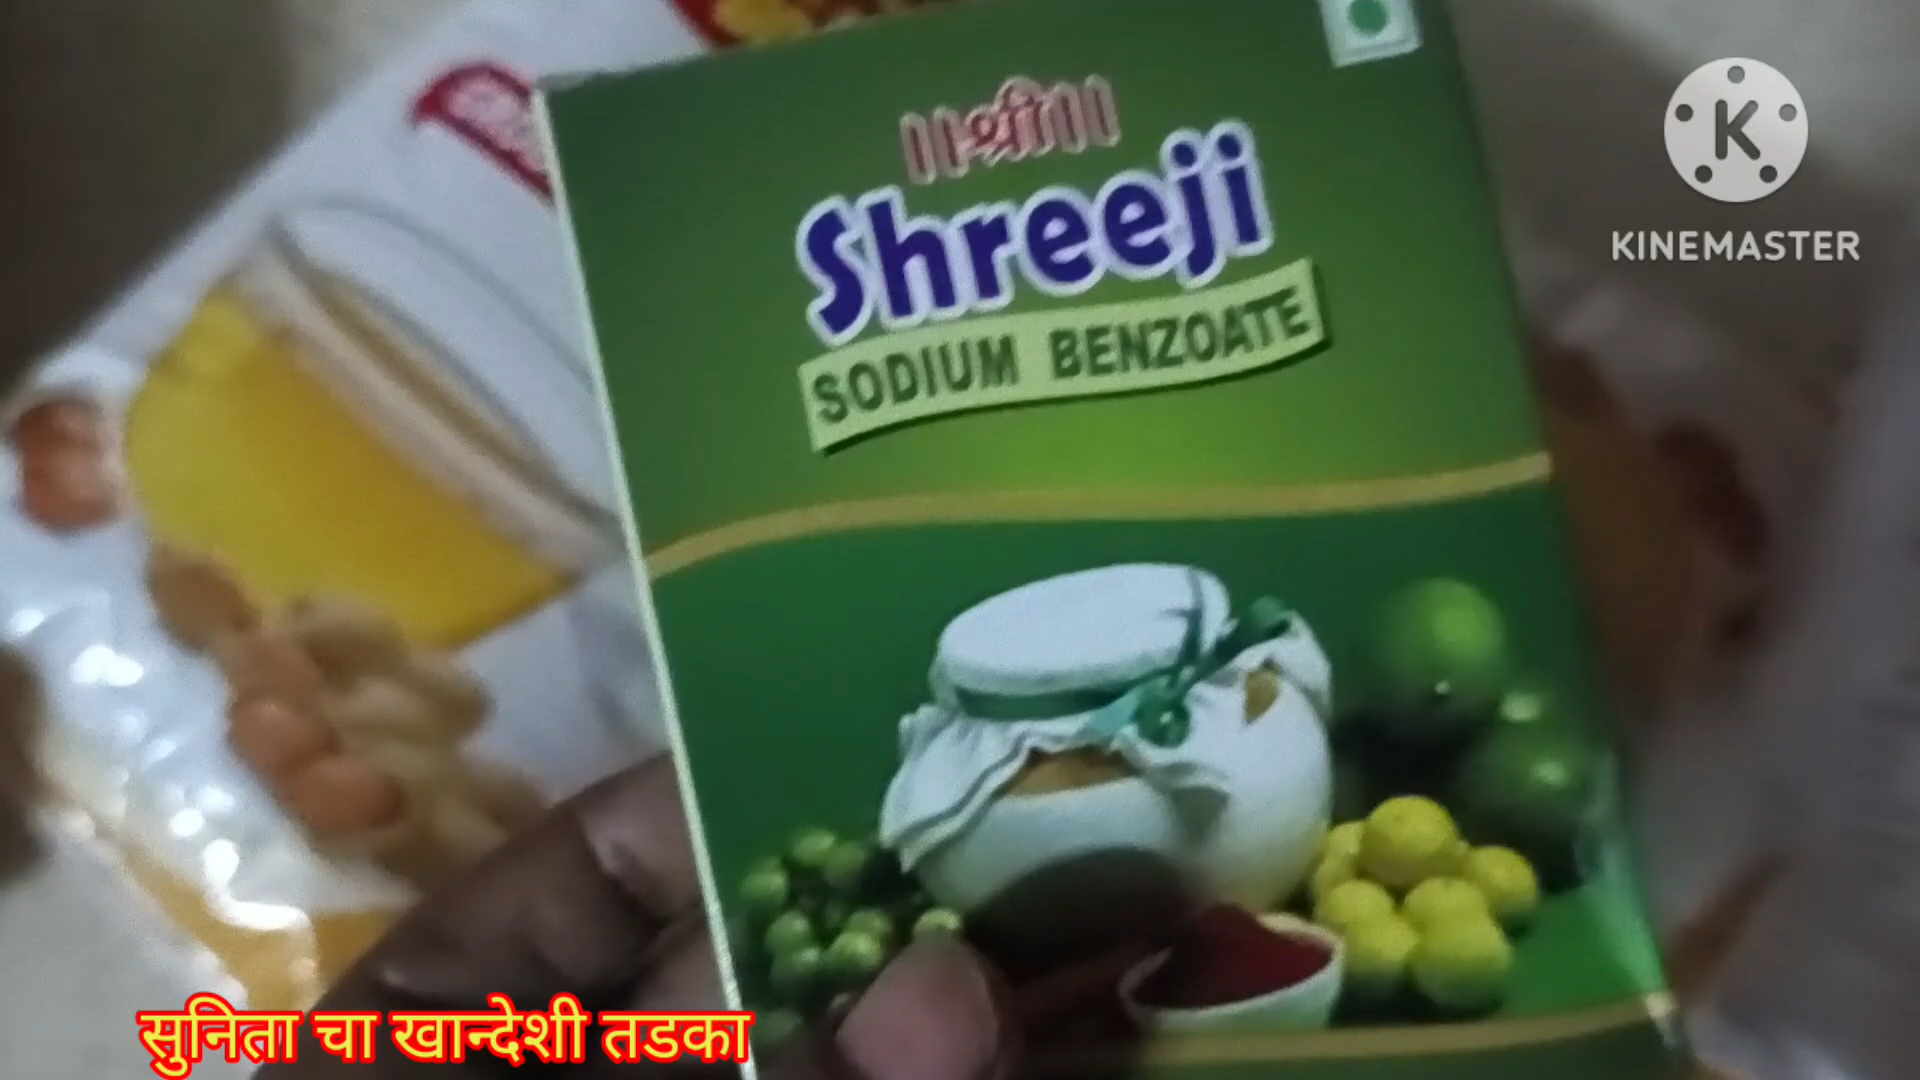 ॥श्री॥
Shreeji
SODIUM BENZOATE
K
KINEMASTER
सुनिता चा खान्देशी तडका